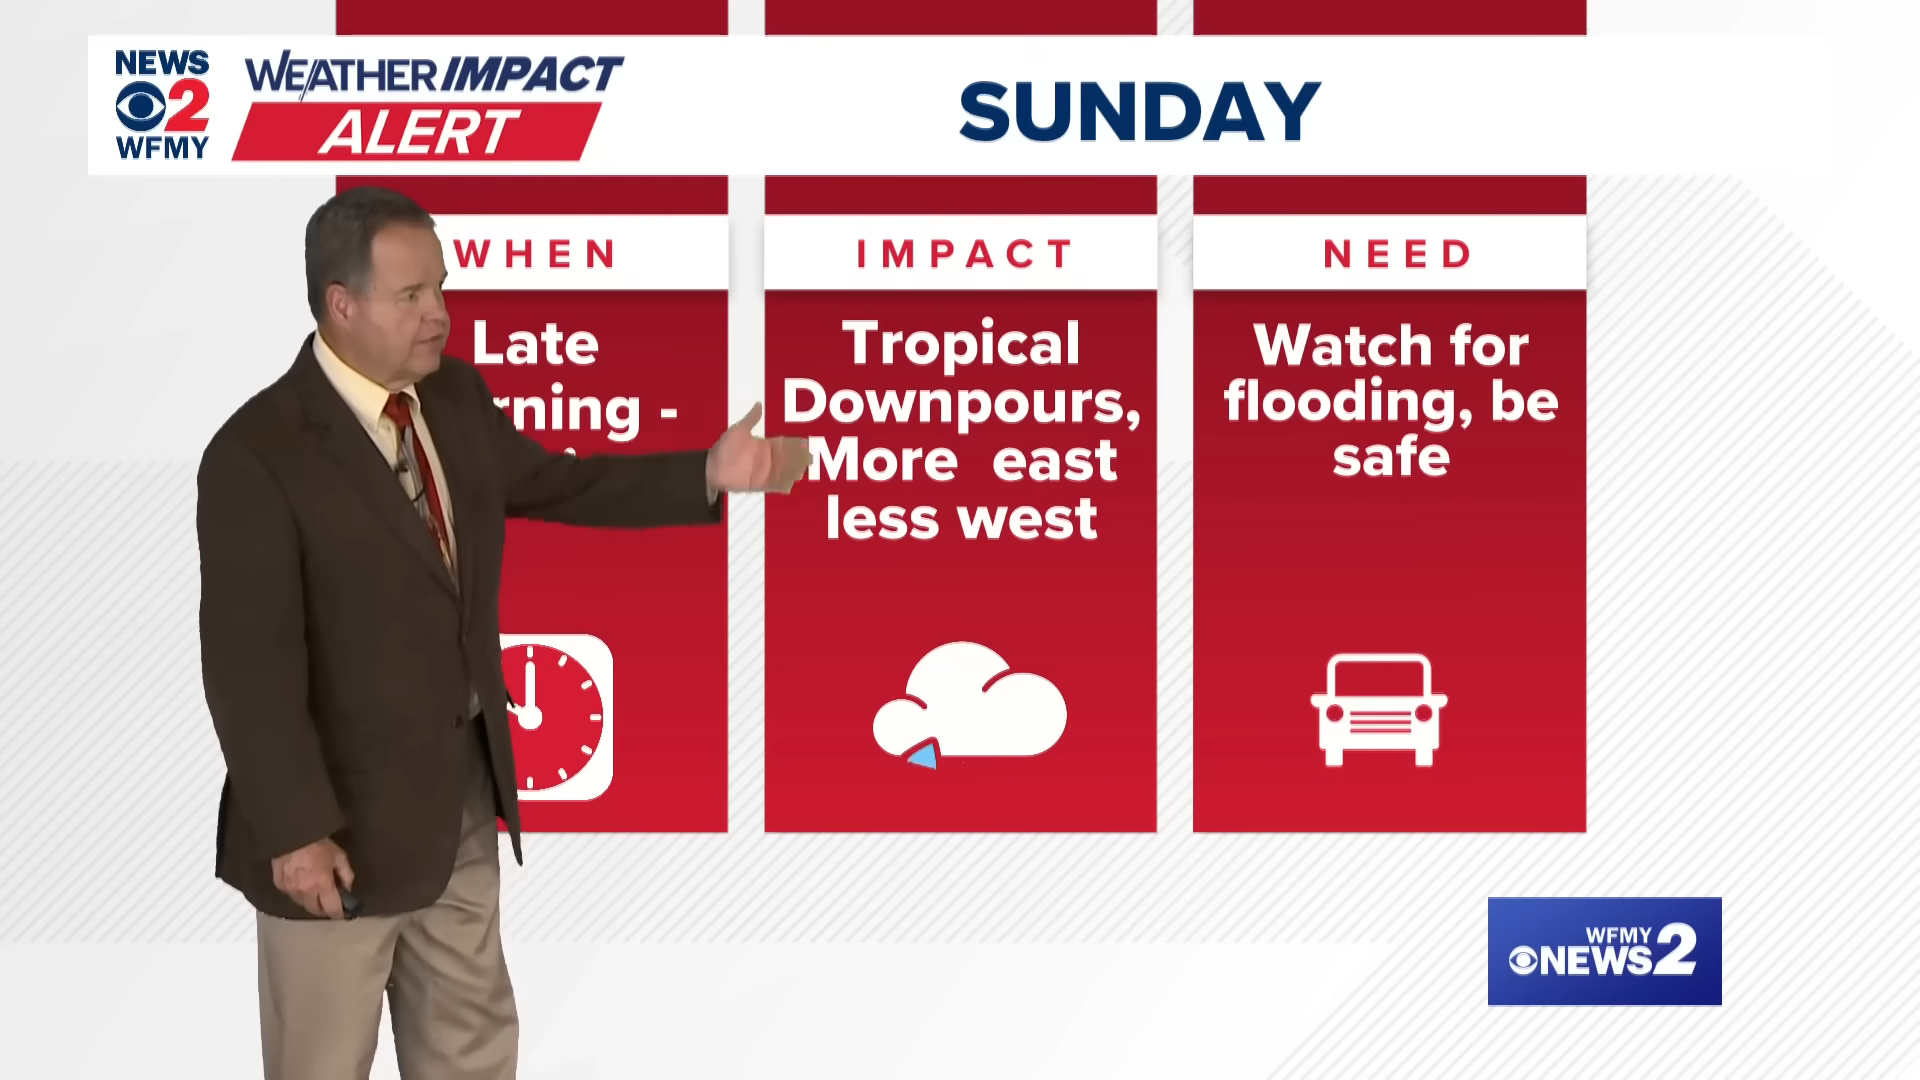 NEWS
2
WFMY
WEATHER IMPACT
ALERT
SUNDAY
WHEN
Late
-
IMPACT
Tropical
Downpours,
More east
less west
NEED
Watch for
flooding, be
safe
WFMY
NEWS 2